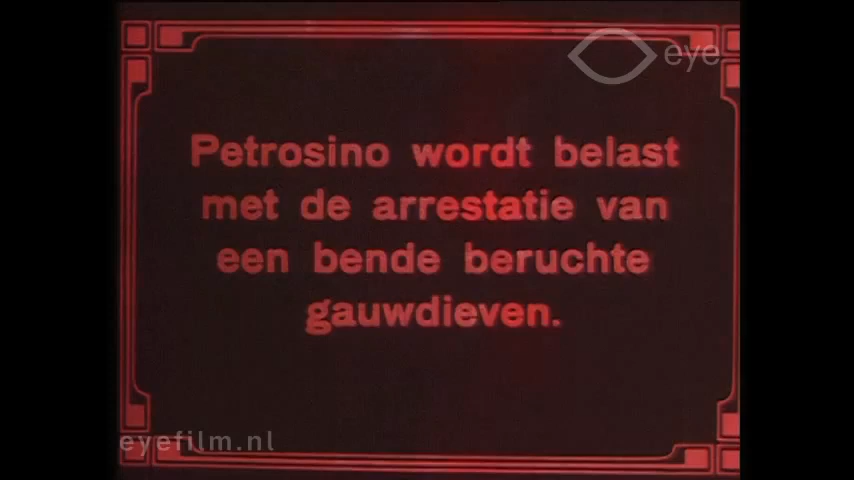 eye
Petrosino wordt belast
met de arrestatie van
een bende beruchte
gauwdieven.
eyefilm.nl